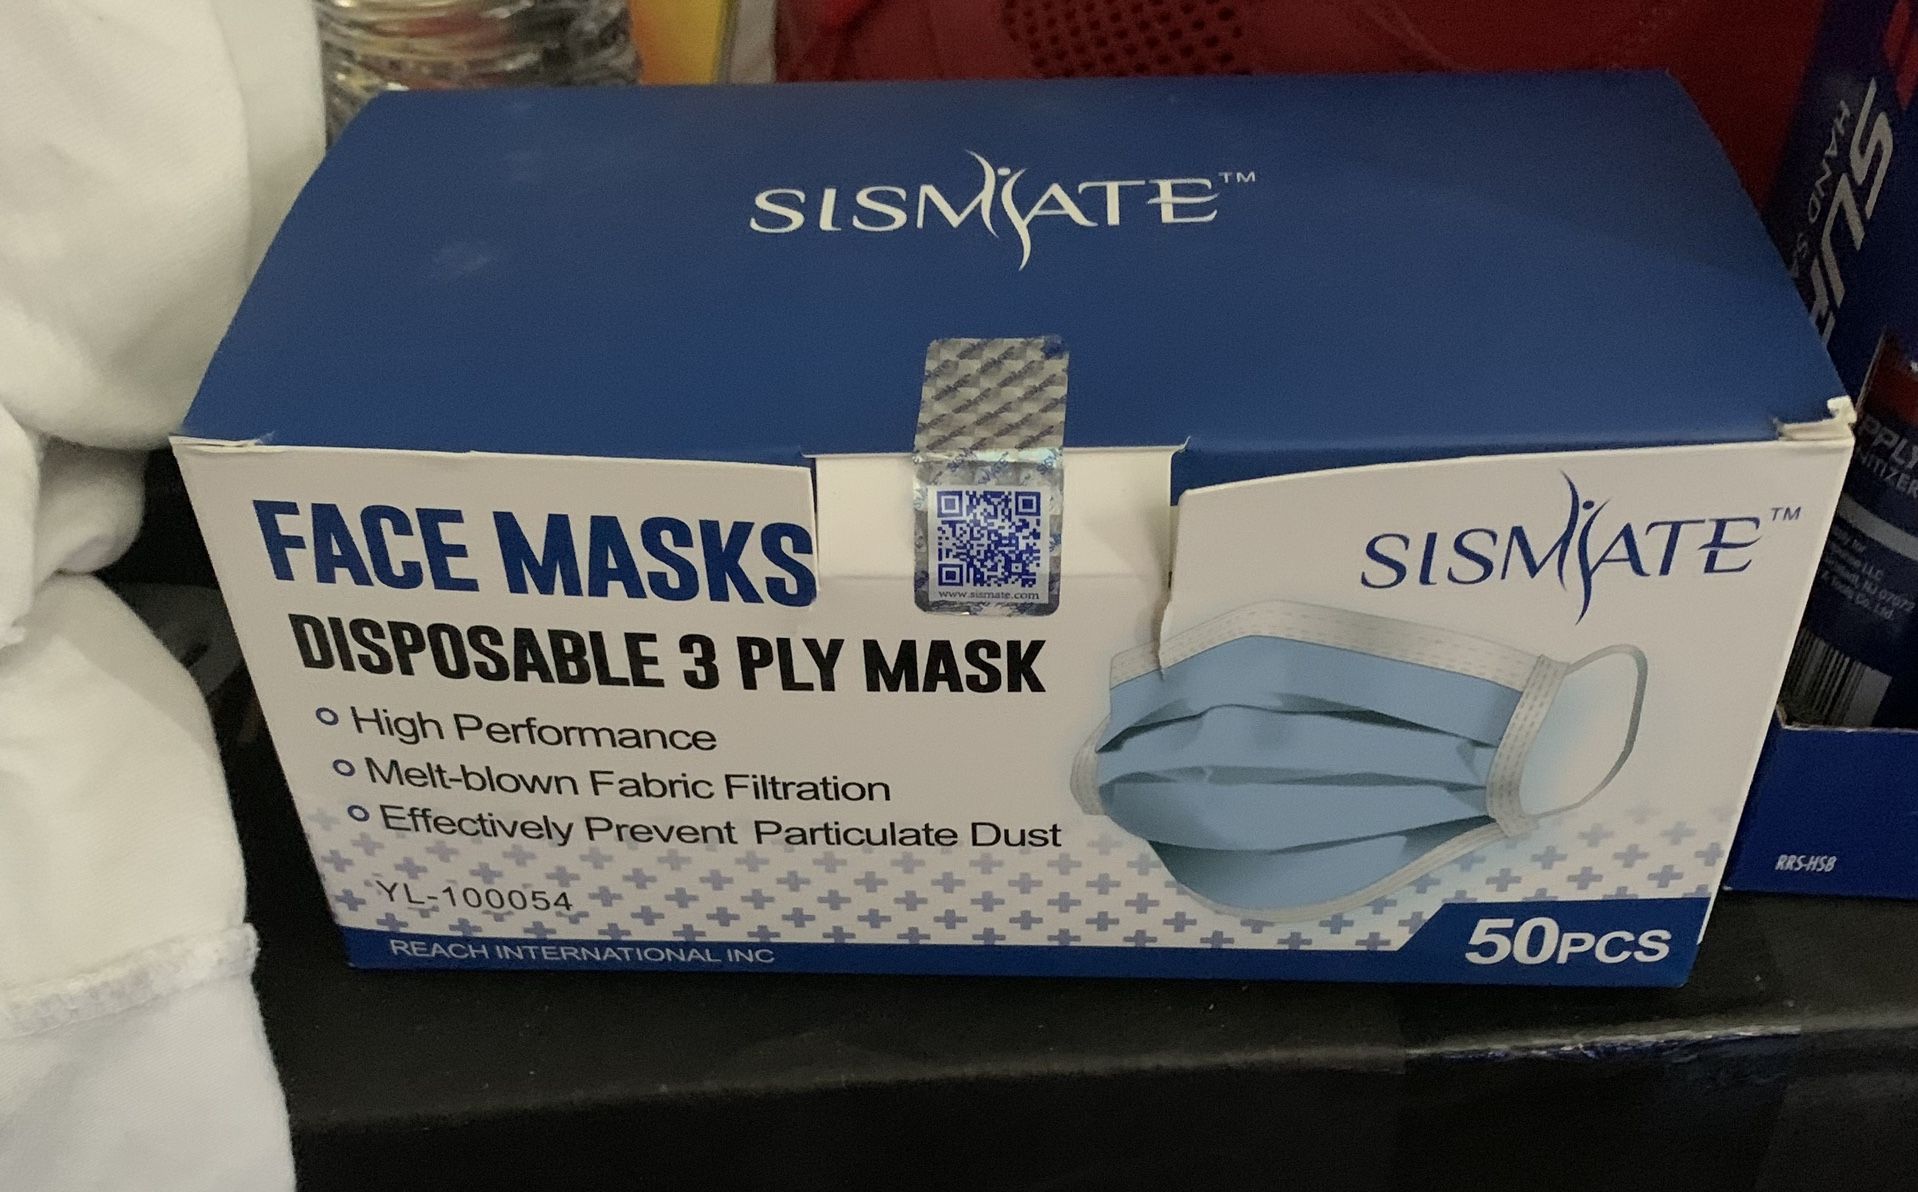 SISMATE™
www.sismate.com
FACE MASKS
SISMATE™
DISPOSABLE 3 PLY MASK
High Performance
Melt-blown Fabric Filtration
Effectively Prevent Particulate Dust
YL-100054
REACH INTERNATIONAL INC
50PCS
HAND
RRS-HSB